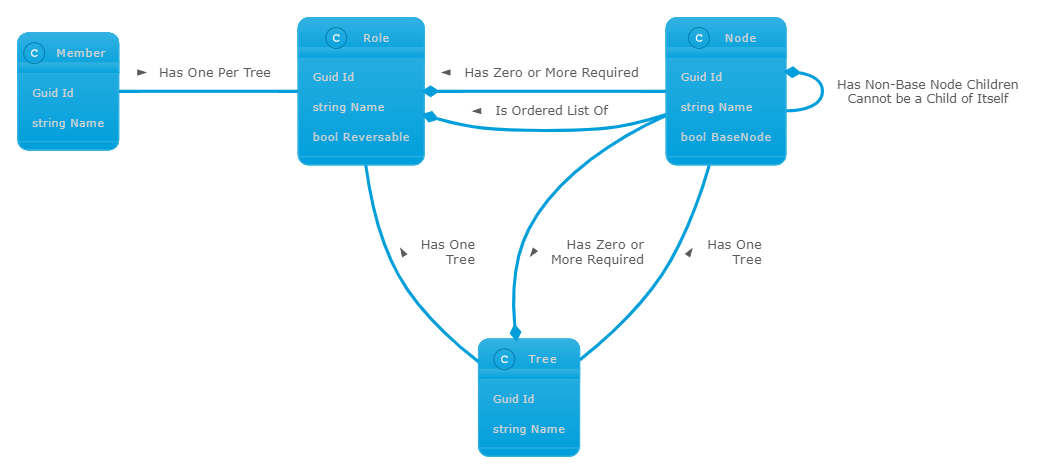 C Member
Guid Id
string Name
► Has One Per Tree
C Role
Guid Id
string Name
bool Reversable
◄ Has Zero or More Required
◄ Is Ordered List Of
C Node
Guid Id
string Name
bool BaseNode
Has Non-Base Node Children
Cannot be a Child of Itself
Has One
Tree
Has Zero or
More Required
Has One
Tree
C Tree
Guid Id
string Name